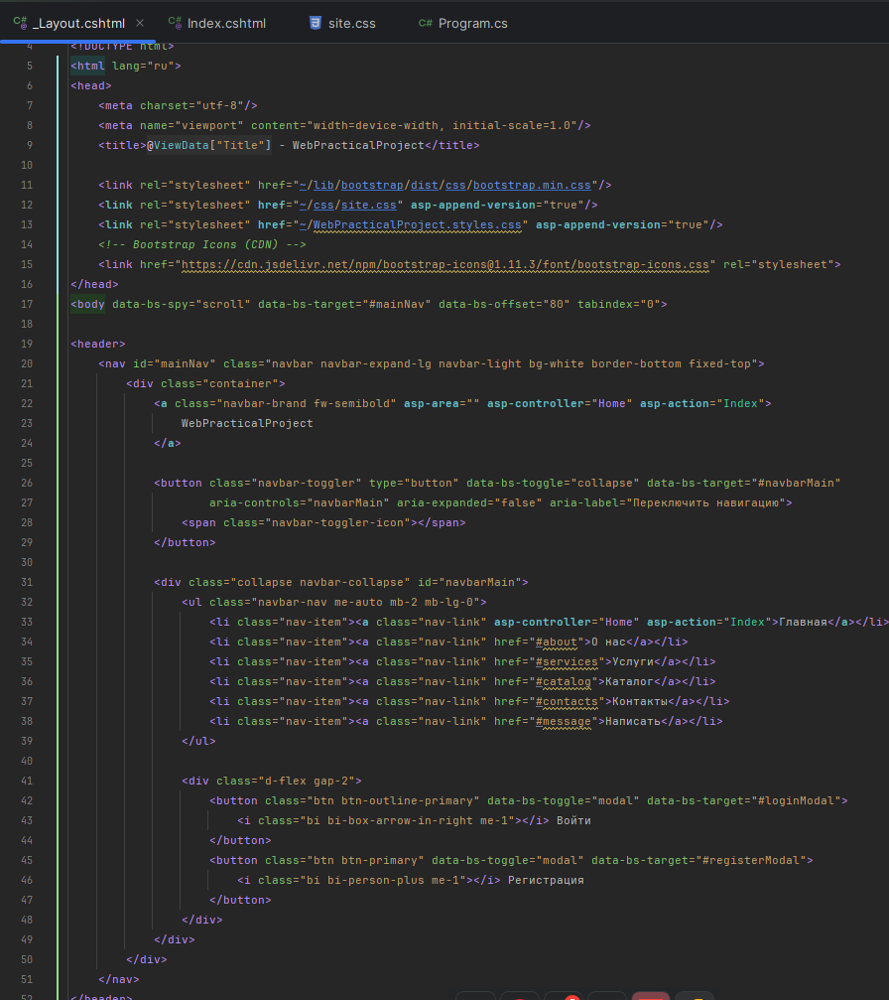 C# _Layout.cshtml × C# Index.cshtml site.css C# Program.cs
4 <!DOCTYPE html>
5 <html lang="ru">
6 <head>
7 <meta charset="utf-8"/>
8 <meta name="viewport" content="width=device-width, initial-scale=1.0"/>
9 <title>@ViewData["Title"] - WebPracticalProject</title>
10
11 <link rel="stylesheet" href="~/lib/bootstrap/dist/css/bootstrap.min.css"/>
12 <link rel="stylesheet" href="~/css/site.css" asp-append-version="true"/>
13 <link rel="stylesheet" href="~/WebPracticalProject.styles.css" asp-append-version="true"/>
14 <!-- Bootstrap Icons (CDN) -->
15 <link href="https://cdn.jsdelivr.net/npm/bootstrap-icons@1.11.3/font/bootstrap-icons.css" rel="stylesheet">
16 </head>
17 <body data-bs-spy="scroll" data-bs-target="#mainNav" data-bs-offset="80" tabindex="0">
18
19 <header>
20 <nav id="mainNav" class="navbar navbar-expand-lg navbar-light bg-white border-bottom fixed-top">
21 <div class="container">
22 <a class="navbar-brand fw-semibold" asp-area="" asp-controller="Home" asp-action="Index">
23 WebPracticalProject
24 </a>
25
26 <button class="navbar-toggler" type="button" data-bs-toggle="collapse" data-bs-target="#navbarMain"
27 aria-controls="navbarMain" aria-expanded="false" aria-label="Переключить навигацию">
28 <span class="navbar-toggler-icon"></span>
29 </button>
30
31 <div class="collapse navbar-collapse" id="navbarMain">
32 <ul class="navbar-nav me-auto mb-2 mb-lg-0">
33 <li class="nav-item"><a class="nav-link" asp-controller="Home" asp-action="Index">Главная</a></li>
34 <li class="nav-item"><a class="nav-link" href="#about">О нас</a></li>
35 <li class="nav-item"><a class="nav-link" href="#services">Услуги</a></li>
36 <li class="nav-item"><a class="nav-link" href="#catalog">Каталог</a></li>
37 <li class="nav-item"><a class="nav-link" href="#contacts">Контакты</a></li>
38 <li class="nav-item"><a class="nav-link" href="#message">Написать</a></li>
39 </ul>
40
41 <div class="d-flex gap-2">
42 <button class="btn btn-outline-primary" data-bs-toggle="modal" data-bs-target="#loginModal">
43 <i class="bi bi-box-arrow-in-right me-1"></i> Войти
44 </button>
45 <button class="btn btn-primary" data-bs-toggle="modal" data-bs-target="#registerModal">
46 <i class="bi bi-person-plus me-1"></i> Регистрация
47 </button>
48 </div>
49 </div>
50 </div>
51 </nav>
52 </header>